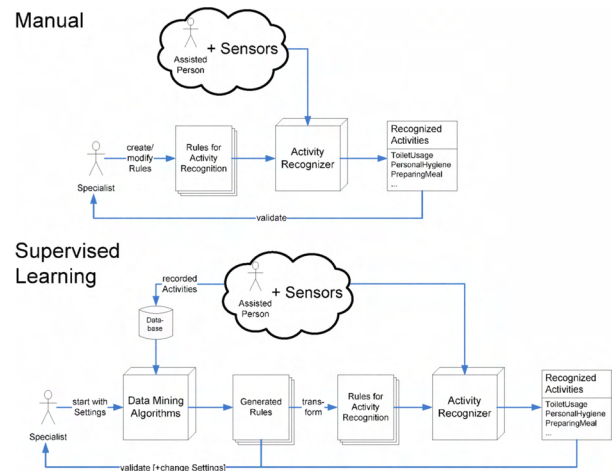 Manual
+ Sensors
Assisted
Person
create/
modify
Rules
Rules for
Activity
Recognition
Activity
Recognizer
Recognized
Activities
ToiletUsage
PersonalHygiene
PreparingMeal
...
Specialist
validate
Supervised
Learning
recorded
Activities
+ Sensors
Assisted
Person
Data-
base
start with
Settings
Data Mining
Algorithms
Generated
Rules
trans-
form
Rules for
Activity
Recognition
Activity
Recognizer
Recognized
Activities
ToiletUsage
PersonalHygiene
PreparingMeal
...
Specialist
validate [+change Settings]